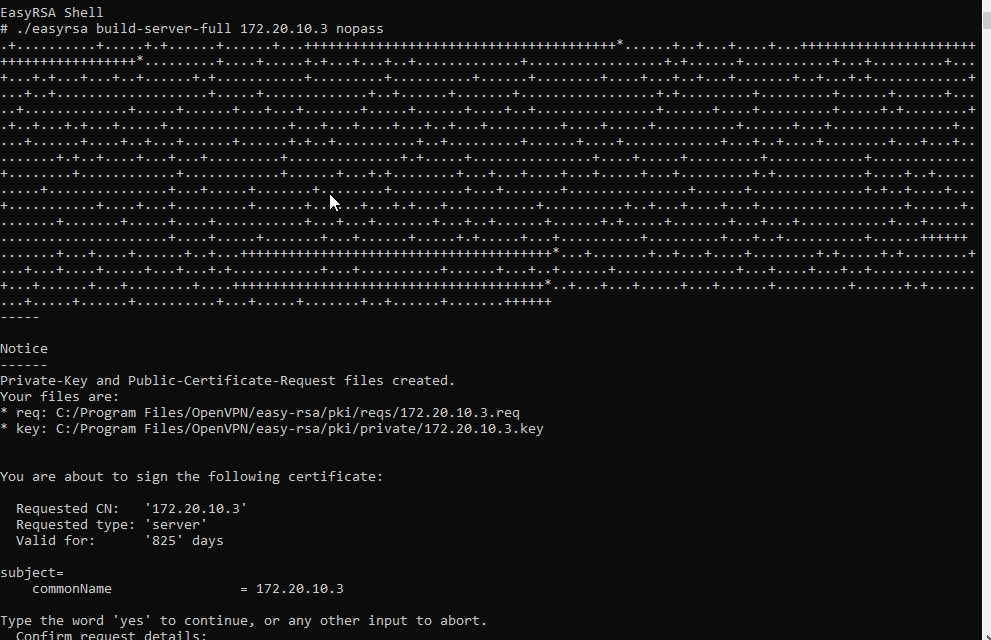 EasyRSA Shell
# ./easyrsa build-server-full 172.20.10.3 nopass
-----
Notice
------
Private-Key and Public-Certificate-Request files created.
Your files are:
* req: C:/Program Files/OpenVPN/easy-rsa/pki/reqs/172.20.10.3.req
* key: C:/Program Files/OpenVPN/easy-rsa/pki/private/172.20.10.3.key
You are about to sign the following certificate:
Requested CN: '172.20.10.3'
Requested type: 'server'
Valid for: '825' days
subject=
commonName = 172.20.10.3
Type the word 'yes' to continue, or any other input to abort.
Confirm request details: